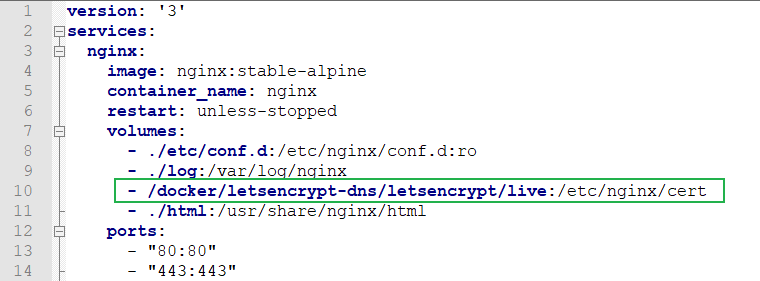 1 version: '3'
2 services:
3   nginx:
4     image: nginx:stable-alpine
5     container_name: nginx
6     restart: unless-stopped
7     volumes:
8       - ./etc/conf.d:/etc/nginx/conf.d:ro
9       - ./log:/var/log/nginx
10       - /docker/letsencrypt-dns/letsencrypt/live:/etc/nginx/cert
11       - ./html:/usr/share/nginx/html
12     ports:
13       - "80:80"
14       - "443:443"